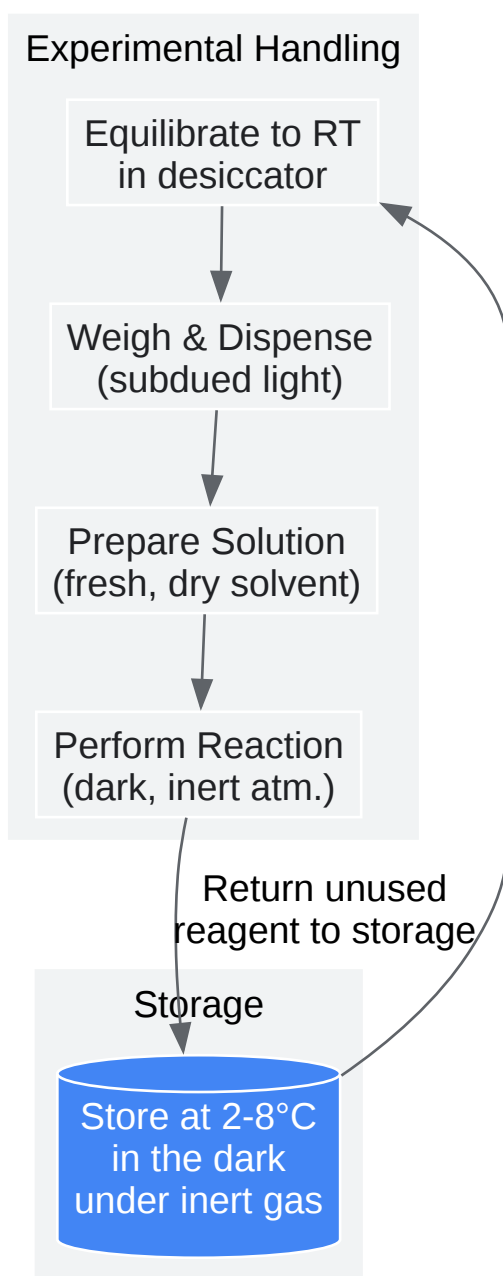 Experimental Handling
Equilibrate to RT
in desiccator
Weigh & Dispense
(subdued light)
Prepare Solution
(fresh, dry solvent)
Perform Reaction
(dark, inert atm.)
Return unused
reagent to storage
Storage
Store at 2-8°C
in the dark
under inert gas